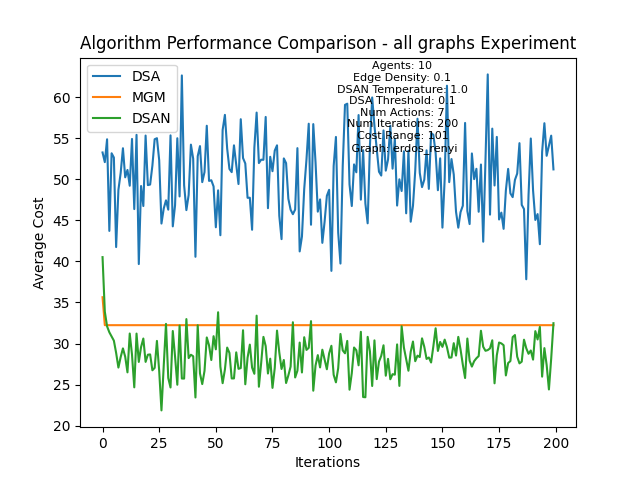 Algorithm Performance Comparison - all graphs Experiment
DSA
MGM
DSAN
Agents: 10
Edge Density: 0.1
DSAN Temperature: 1.0
DSA Threshold: 0.1
Num Actions: 7
Num Iterations: 200
Cost Range: 101
Graph: erdos_renyi
Average Cost
60
55
50
45
40
35
30
25
20
0
25
50
75
100
125
150
175
200
Iterations